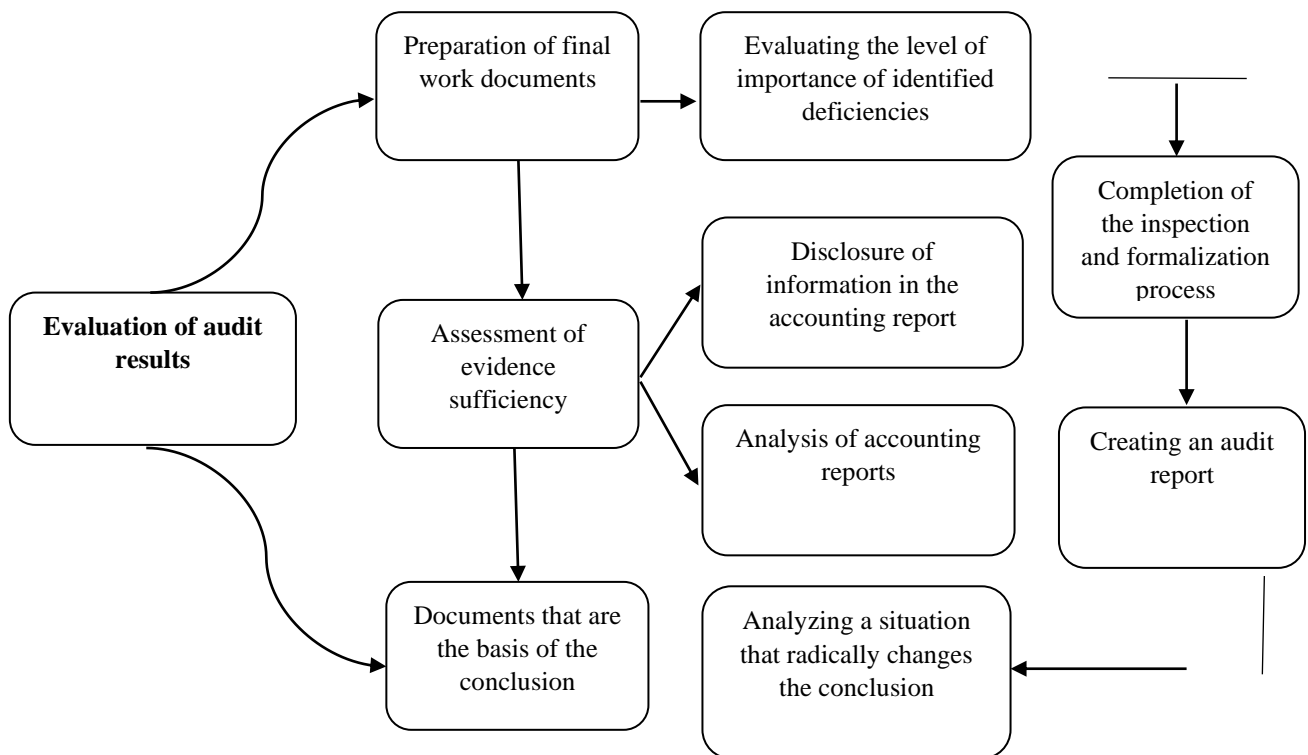 Preparation of final
work documents
Evaluating the level of
importance of identified
deficiencies
Completion of
the inspection
and formalization
process
Disclosure of
information in the
accounting report
Evaluation of audit
results
Assessment of
evidence
sufficiency
Analysis of accounting
reports
Creating an audit
report
Documents that are
the basis of the
conclusion
Analyzing a situation
that radically changes
the conclusion